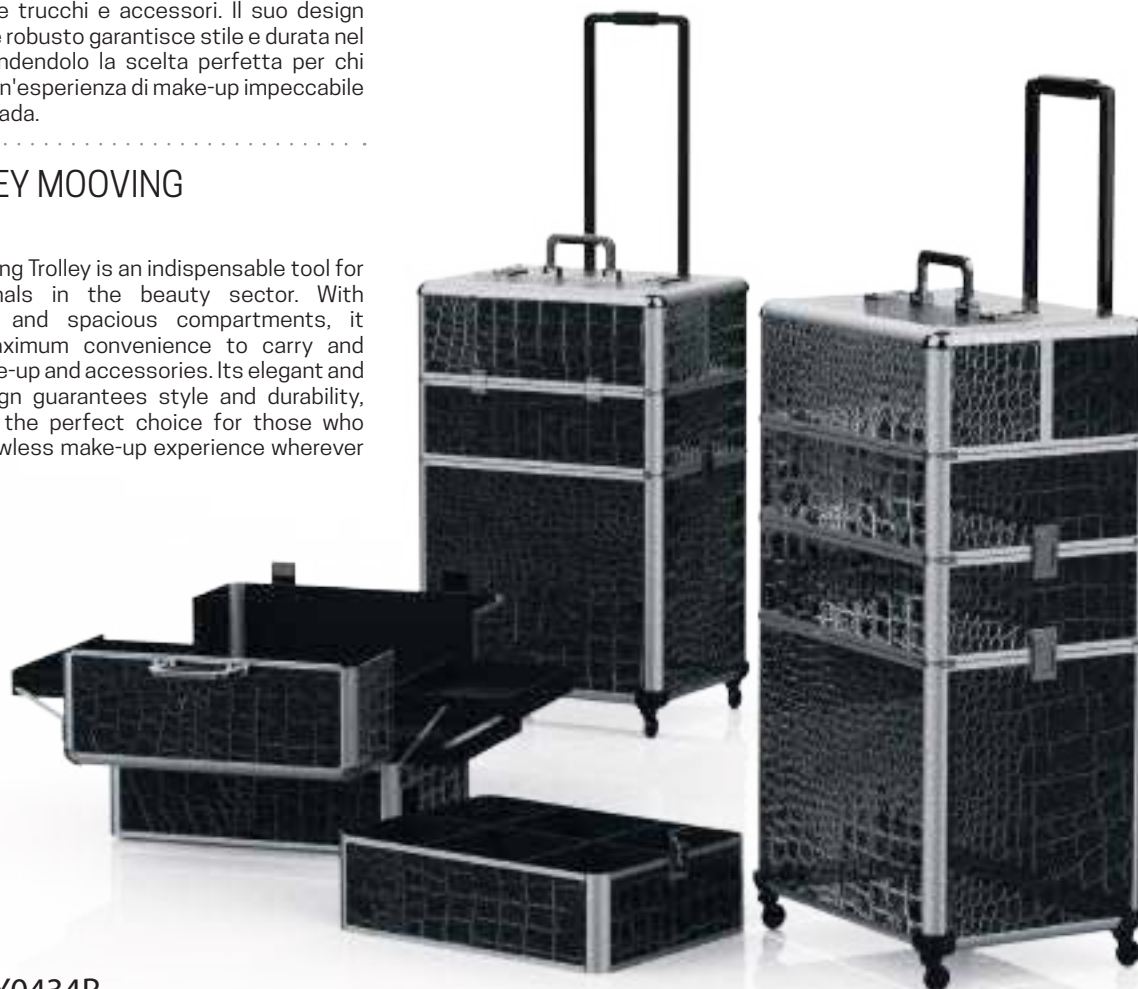 e trucchi e accessori. Il suo design
e robusto garantisce stile e durata nel
ndendolo la scelta perfetta per chi
n'esperienza di make-up impeccabile
ada.
EY MOOVING
ng Trolley is an indispensable tool for
nals in the beauty sector. With
and spacious compartments, it
aximum convenience to carry and
e-up and accessories. Its elegant and
ign guarantees style and durability,
the perfect choice for those who
wless make-up experience wherever
Y0434B